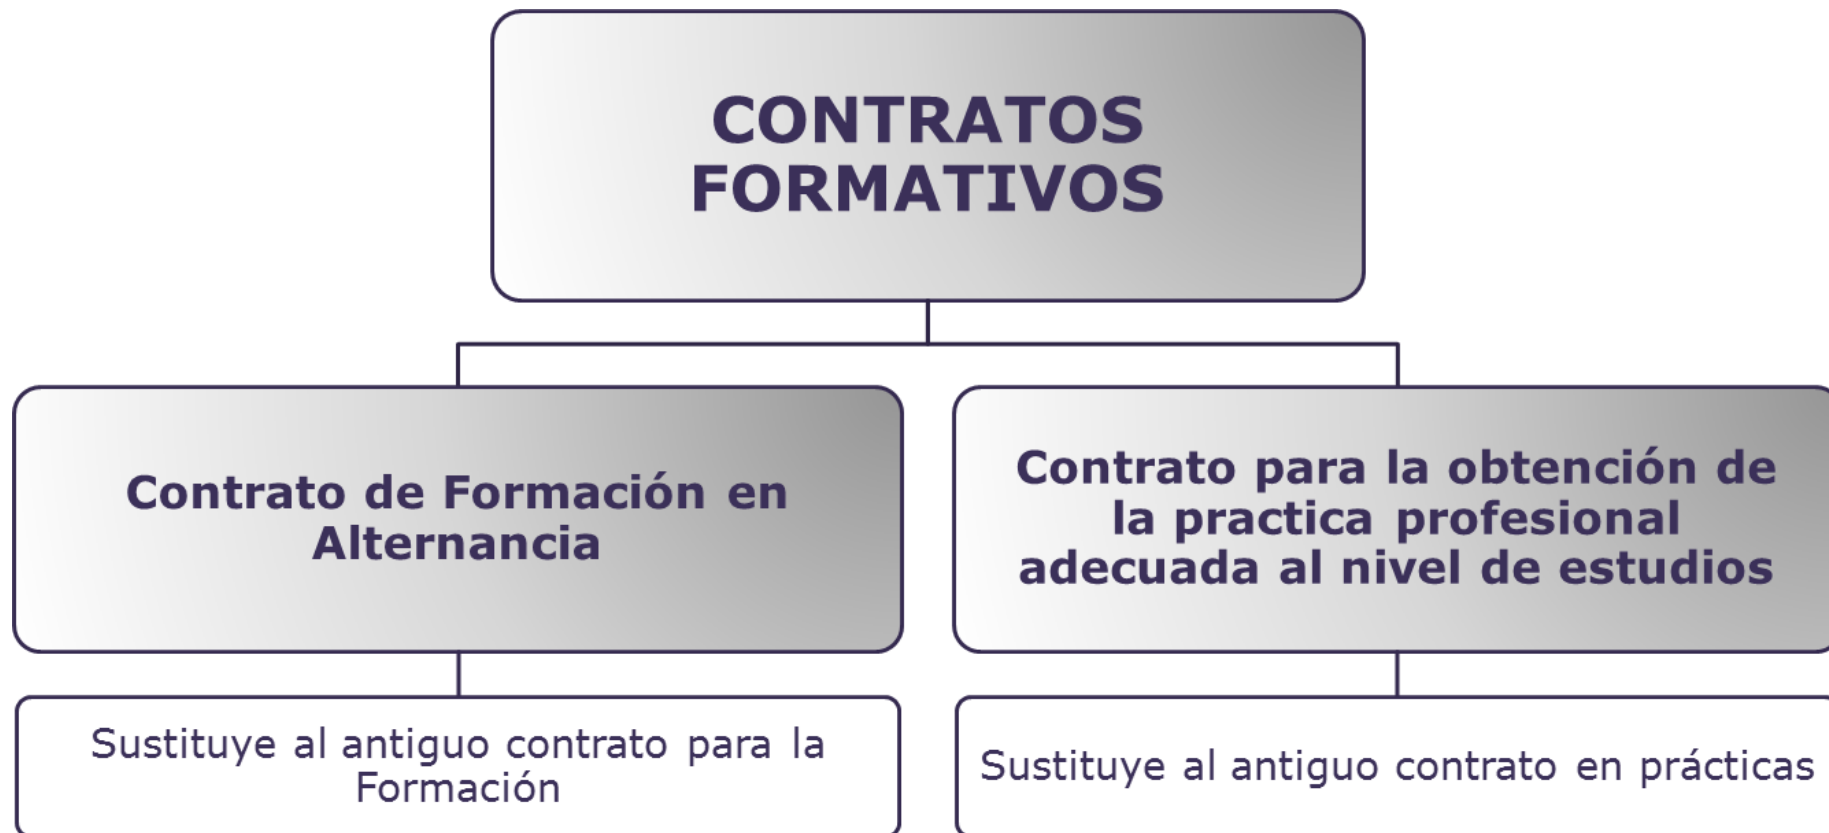 CONTRATOS
FORMATIVOS
Contrato de Formación en
Alternancia
Contrato para la obtención de
la practica profesional
adecuada al nivel de estudios
Sustituye al antiguo contrato para la
Formación
Sustituye al antiguo contrato en prácticas